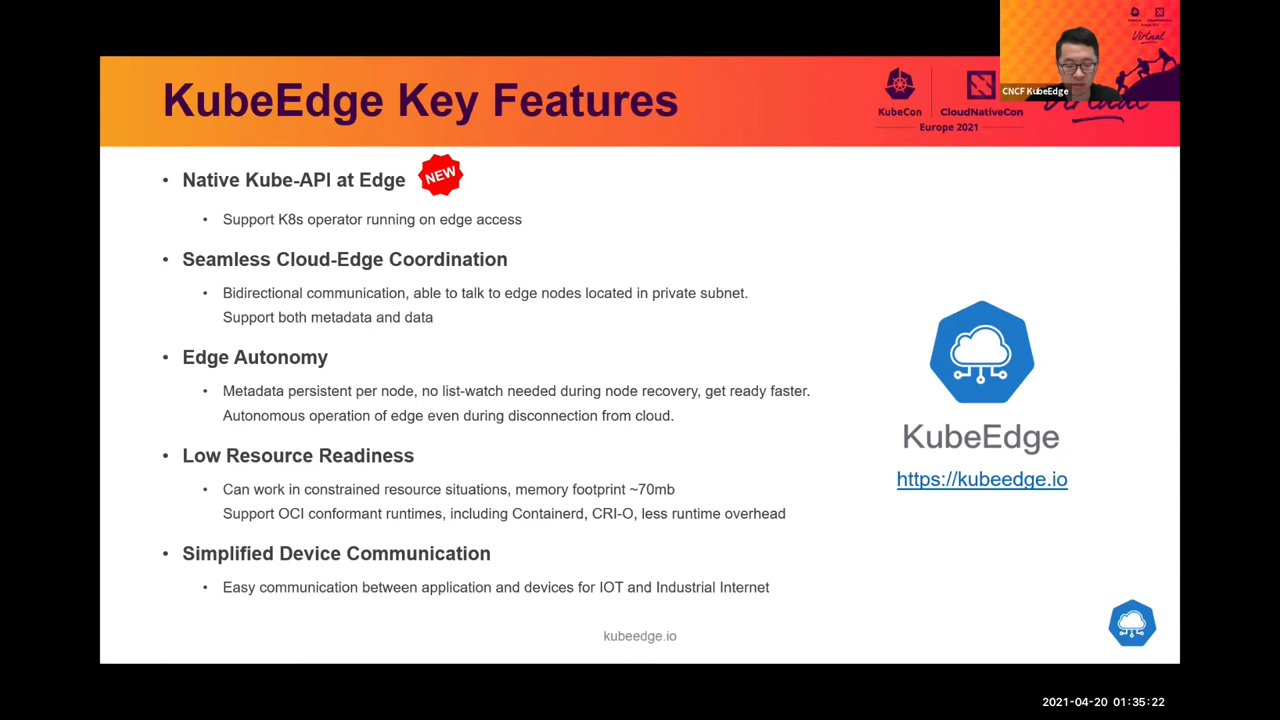 KubeEdge Key Features
KubeCon
CloudNativeCon
Europe 2021
Virtual
Virtual
CNCF KubeEdge
• Native Kube-API at Edge
NEW
• Support K8s operator running on edge access
• Seamless Cloud-Edge Coordination
• Bidirectional communication, able to talk to edge nodes located in private subnet.
Support both metadata and data
• Edge Autonomy
• Metadata persistent per node, no list-watch needed during node recovery, get ready faster.
Autonomous operation of edge even during disconnection from cloud.
• Low Resource Readiness
• Can work in constrained resource situations, memory footprint ~70mb
Support OCI conformant runtimes, including Containerd, CRI-O, less runtime overhead
• Simplified Device Communication
• Easy communication between application and devices for IOT and Industrial Internet
KubeEdge
https://kubeedge.io
kubeedge.io
2021-04-20 01:35:22